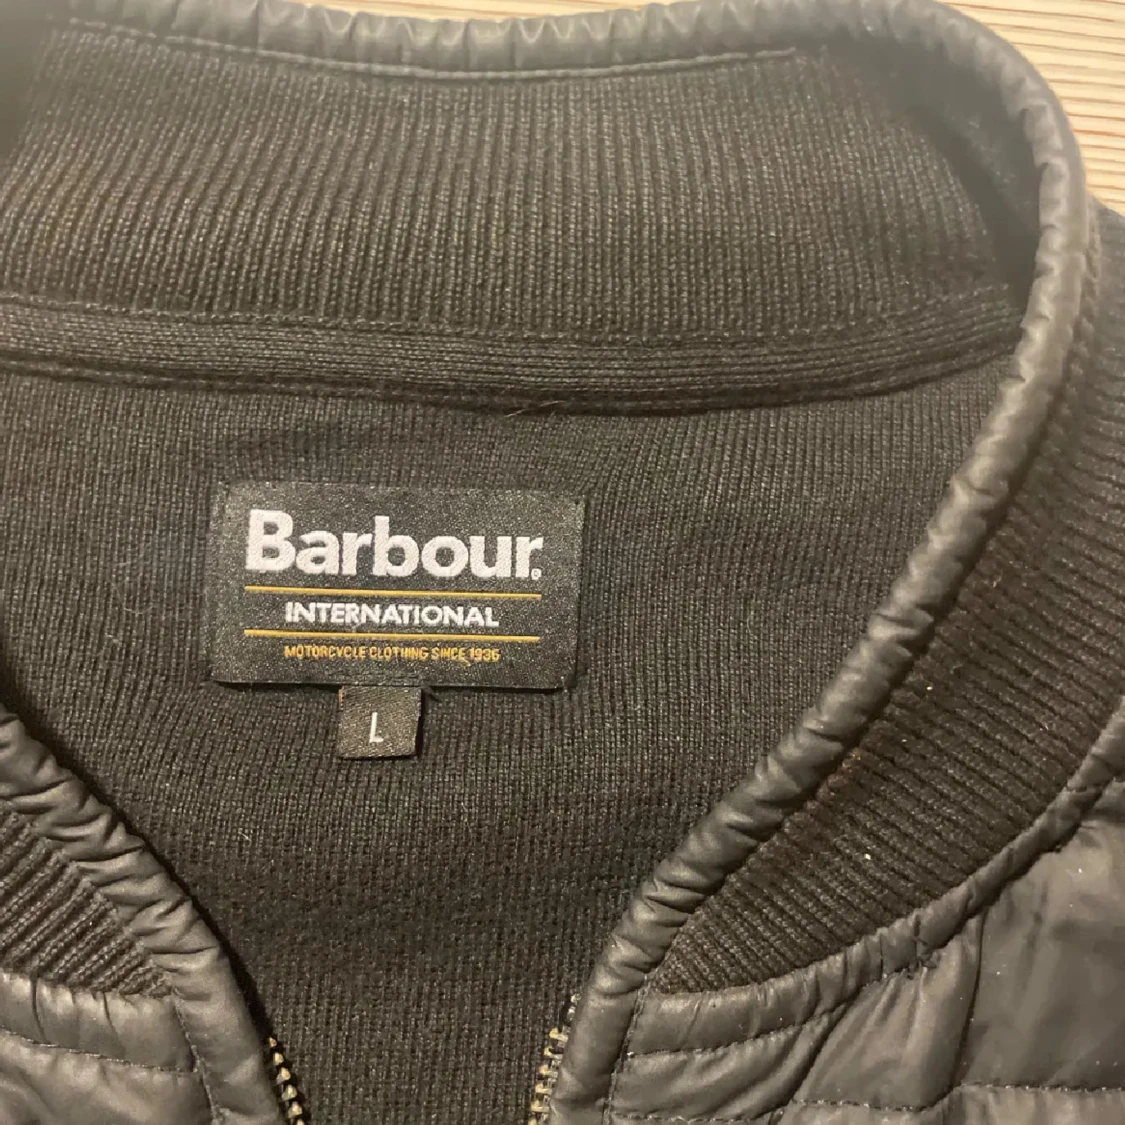 Barbour®
INTERNATIONAL
MOTORCYCLE CLOTHING SINCE 1936
L